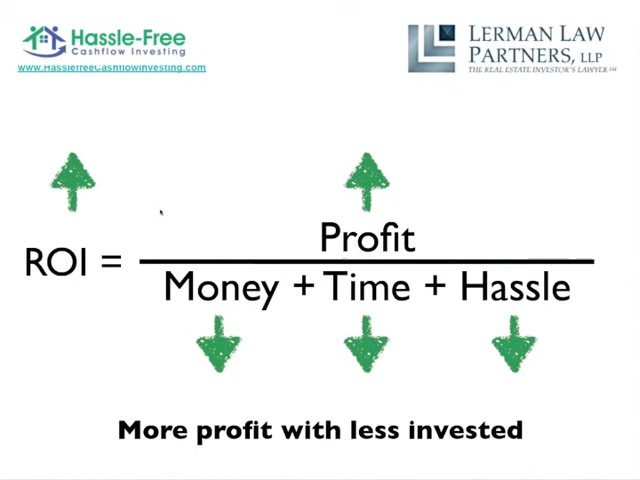 Hassle-Free
Cashflow Investing
www.HasslefreeCashflowInvesting.com
LERMAN LAW
PARTNERS, LLP
THE REAL ESTATE INVESTOR'S LAWYER℠
ROI =
Profit
Money + Time + Hassle
More profit with less invested